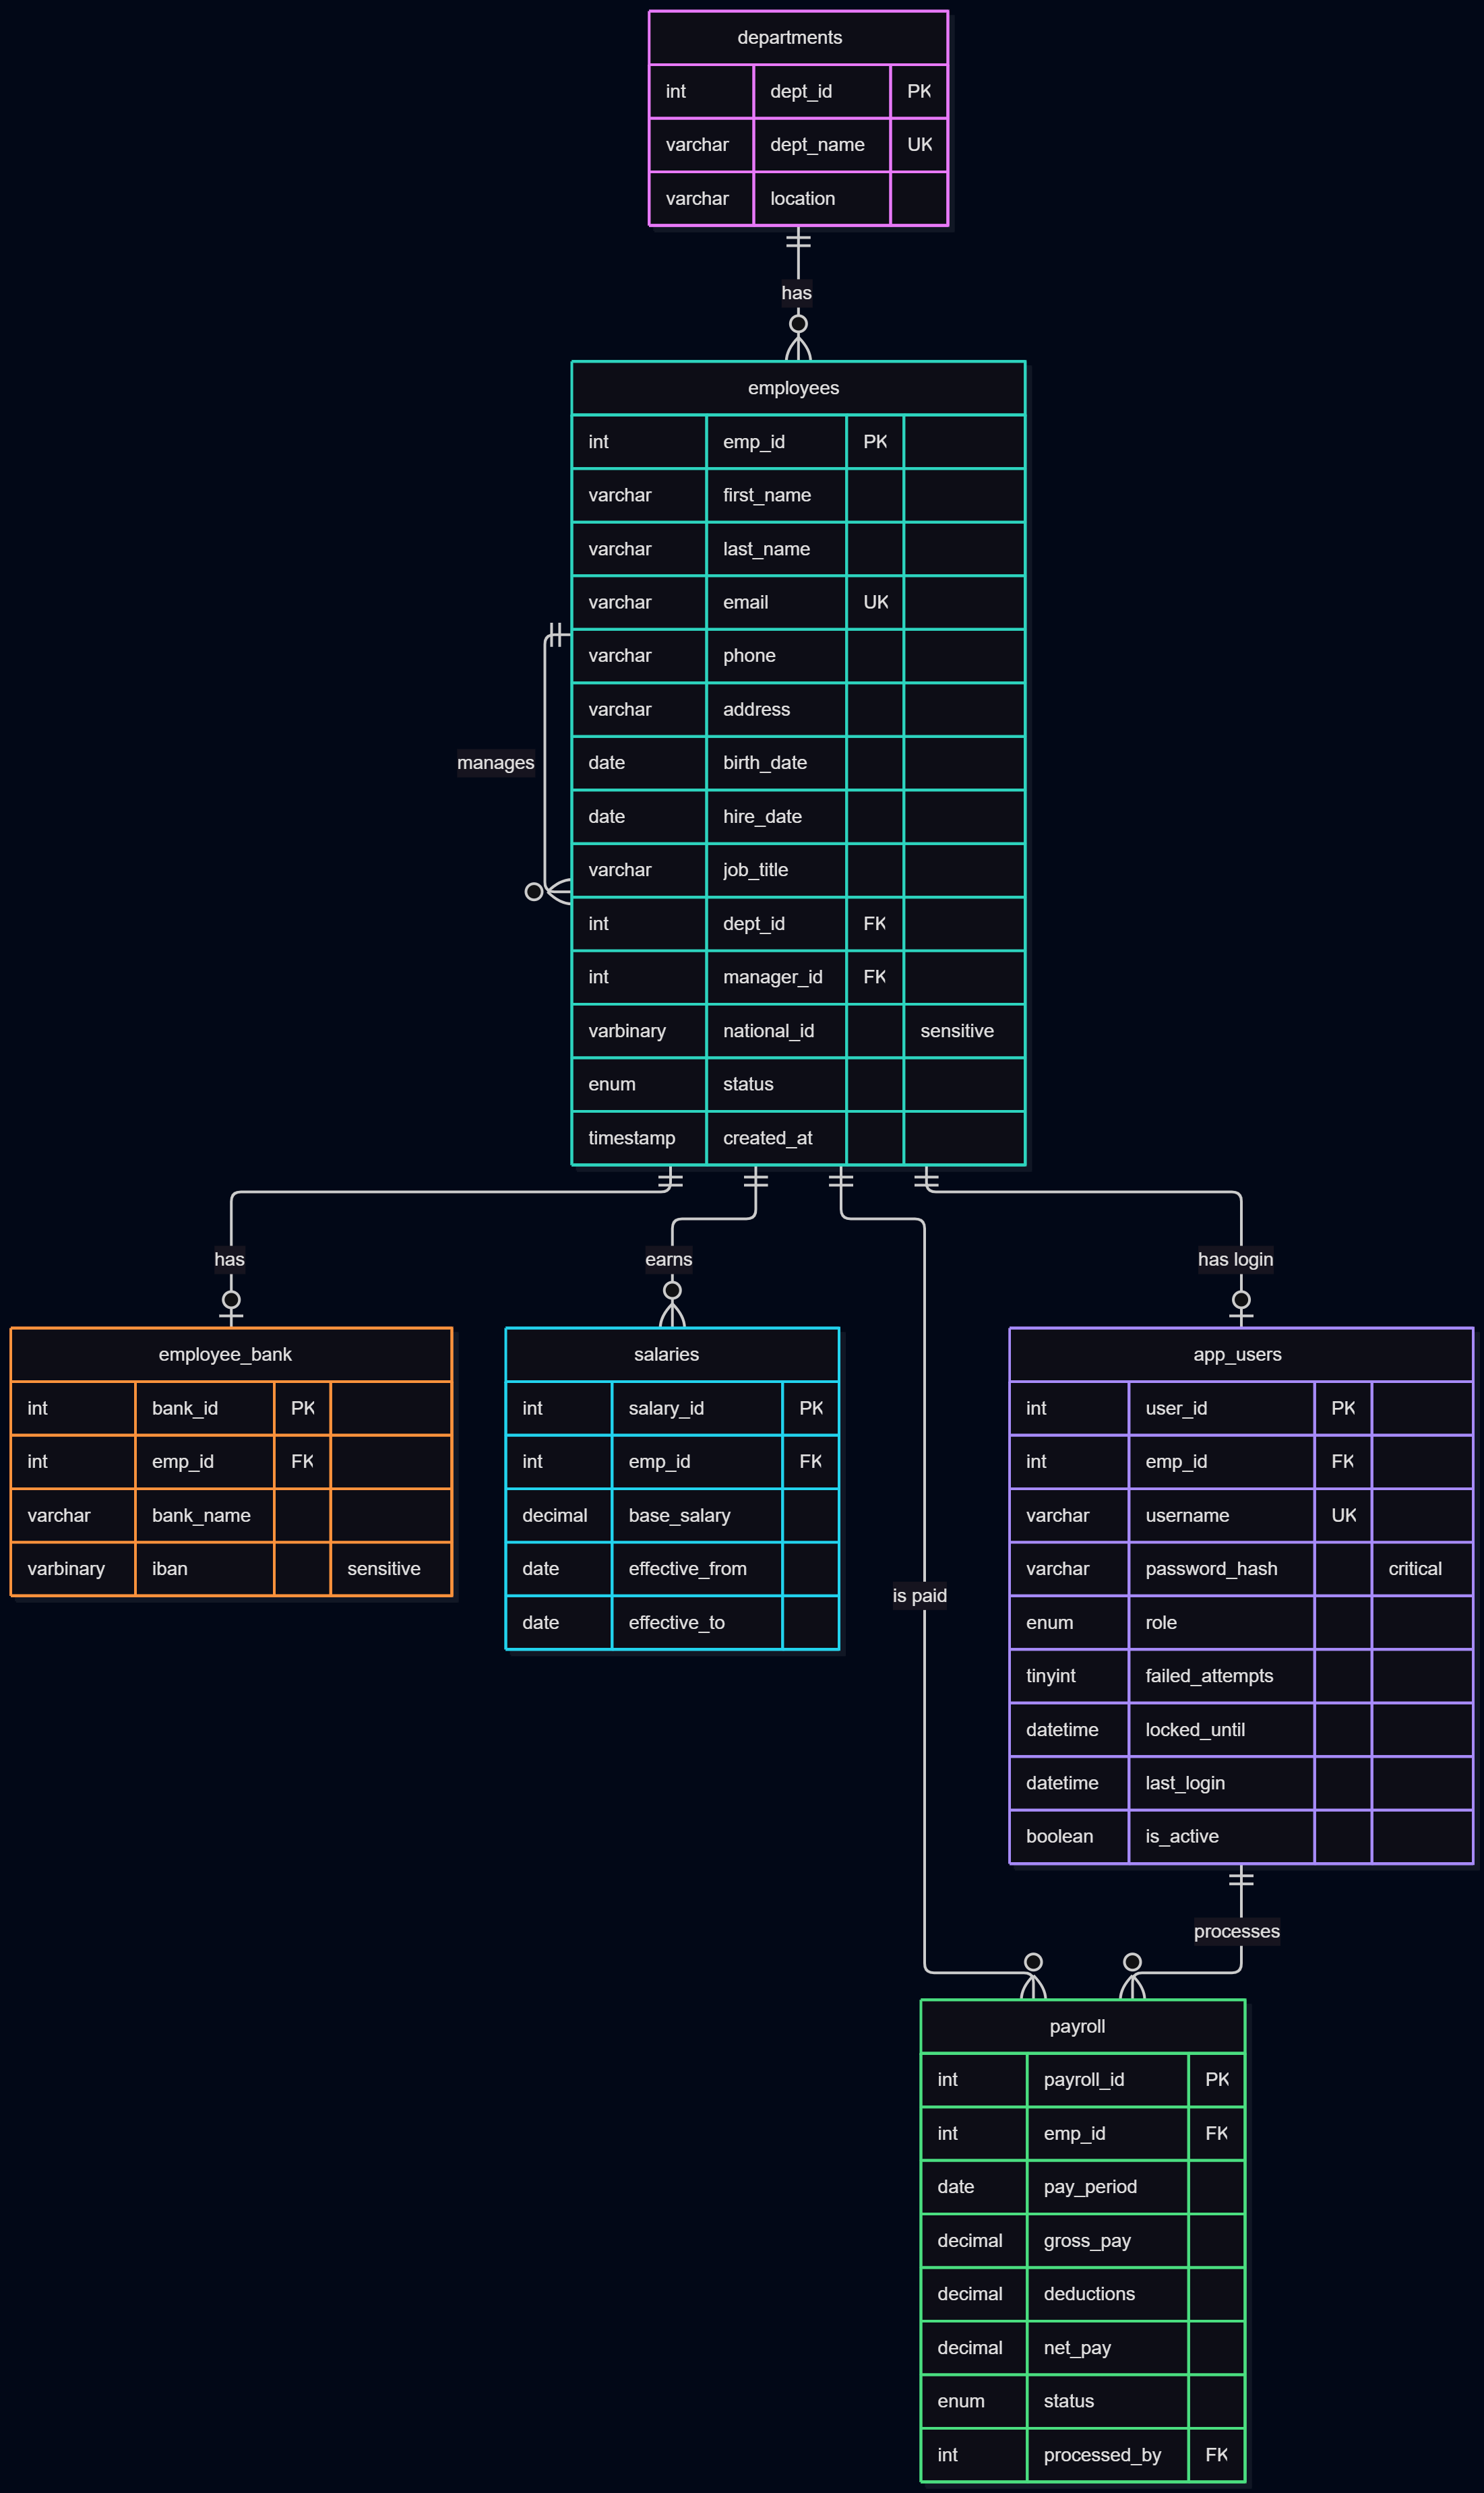 departments
int dept_id PK
varchar dept_name UK
varchar location
has
employees
int emp_id PK
varchar first_name
varchar last_name
varchar email UK
varchar phone
varchar address
manages
date birth_date
date hire_date
varchar job_title
int dept_id FK
int manager_id FK
varbinary national_id sensitive
enum status
timestamp created_at
has
earns
has login
employee_bank
int bank_id PK
int emp_id FK
varchar bank_name
varbinary iban sensitive
salaries
int salary_id PK
int emp_id FK
decimal base_salary
date effective_from
date effective_to
is paid
app_users
int user_id PK
int emp_id FK
varchar username UK
varchar password_hash critical
enum role
tinyint failed_attempts
datetime locked_until
datetime last_login
boolean is_active
processes
payroll
int payroll_id PK
int emp_id FK
date pay_period
decimal gross_pay
decimal deductions
decimal net_pay
enum status
int processed_by FK